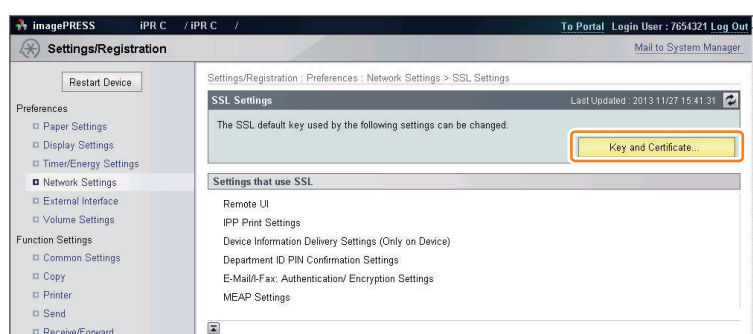 imagePRESS iPR C / iPR C / To Portal Login User : 7654321 Log Out
Settings/Registration Mail to System Manager
Restart Device
Preferences
Paper Settings
Display Settings
Timer/Energy Settings
Network Settings
External Interface
Volume Settings
Function Settings
Common Settings
Copy
Printer
Send
Receive/Forward
Settings/Registration : Preferences : Network Settings > SSL Settings
SSL Settings Last Updated : 2013 11/27 15:41:31
The SSL default key used by the following settings can be changed.
Key and Certificate...
Settings that use SSL
Remote UI
IPP Print Settings
Device Information Delivery Settings (Only on Device)
Department ID PIN Confirmation Settings
E-Mail/I-Fax: Authentication/ Encryption Settings
MEAP Settings